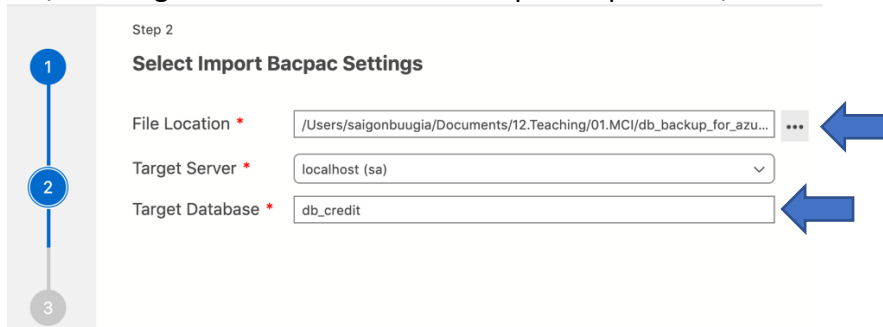 Step 2
1
Select Import Bacpac Settings
File Location *
/Users/saigonbuugia/Documents/12.Teaching/01.MCI/db_backup_for_azu...
...
Target Server *
localhost (sa)
2
Target Database *
db_credit
3